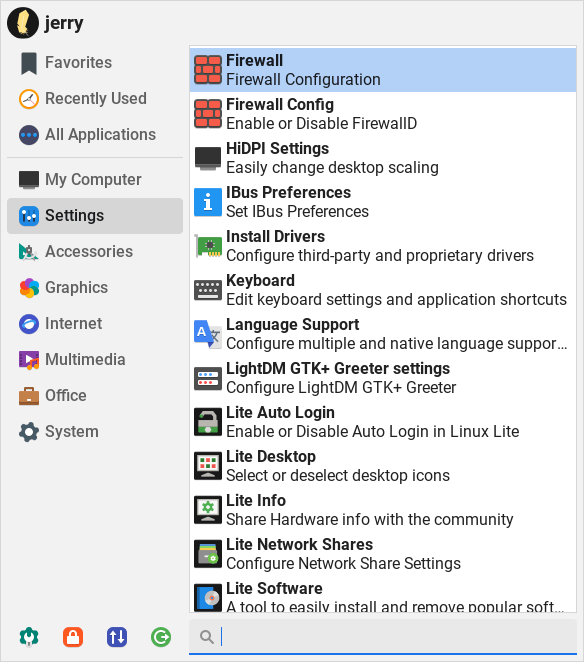 jerry
Favorites
Recently Used
All Applications
My Computer
Settings
Accessories
Graphics
Internet
Multimedia
Office
System
Firewall
Firewall Configuration
Firewall Config
Enable or Disable FirewallD
HiDPI Settings
Easily change desktop scaling
IBus Preferences
Set IBus Preferences
Install Drivers
Configure third-party and proprietary drivers
Keyboard
Edit keyboard settings and application shortcuts
Language Support
Configure multiple and native language suppor...
LightDM GTK+ Greeter settings
Configure LightDM GTK+ Greeter
Lite Auto Login
Enable or Disable Auto Login in Linux Lite
Lite Desktop
Select or deselect desktop icons
Lite Info
Share Hardware info with the community
Lite Network Shares
Configure Network Share Settings
Lite Software
A tool to easily install and remove popular soft...